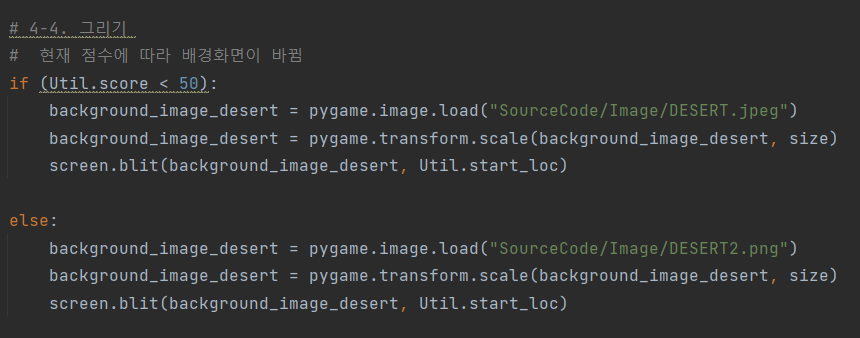 # 4-4. 그리기
#  현재 점수에 따라 배경화면이 바뀜
if (Util.score < 50):
    background_image_desert = pygame.image.load("SourceCode/Image/DESERT.jpeg")
    background_image_desert = pygame.transform.scale(background_image_desert, size)
    screen.blit(background_image_desert, Util.start_loc)
else:
    background_image_desert = pygame.image.load("SourceCode/Image/DESERT2.png")
    background_image_desert = pygame.transform.scale(background_image_desert, size)
    screen.blit(background_image_desert, Util.start_loc)